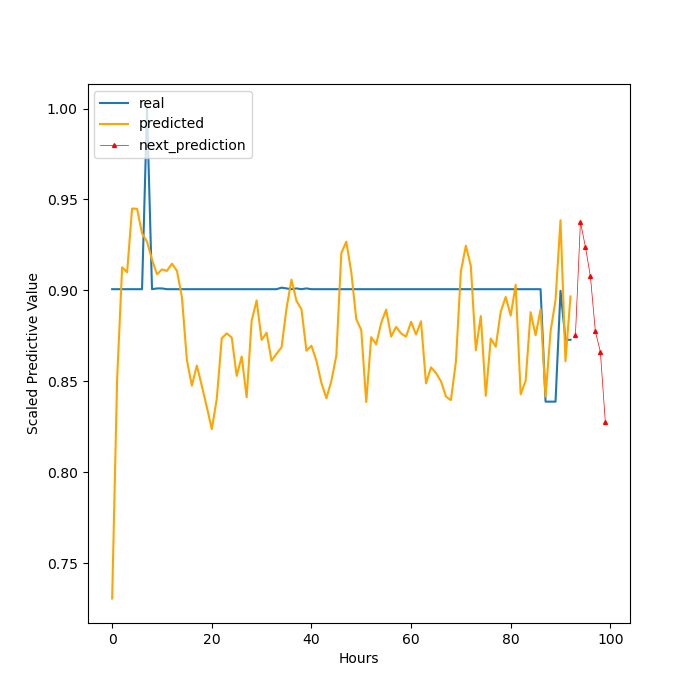 real
predicted
next_prediction
1.00
0.95
0.90
0.85
0.80
0.75
Scaled Predictive Value
0 20 40 60 80 100
Hours